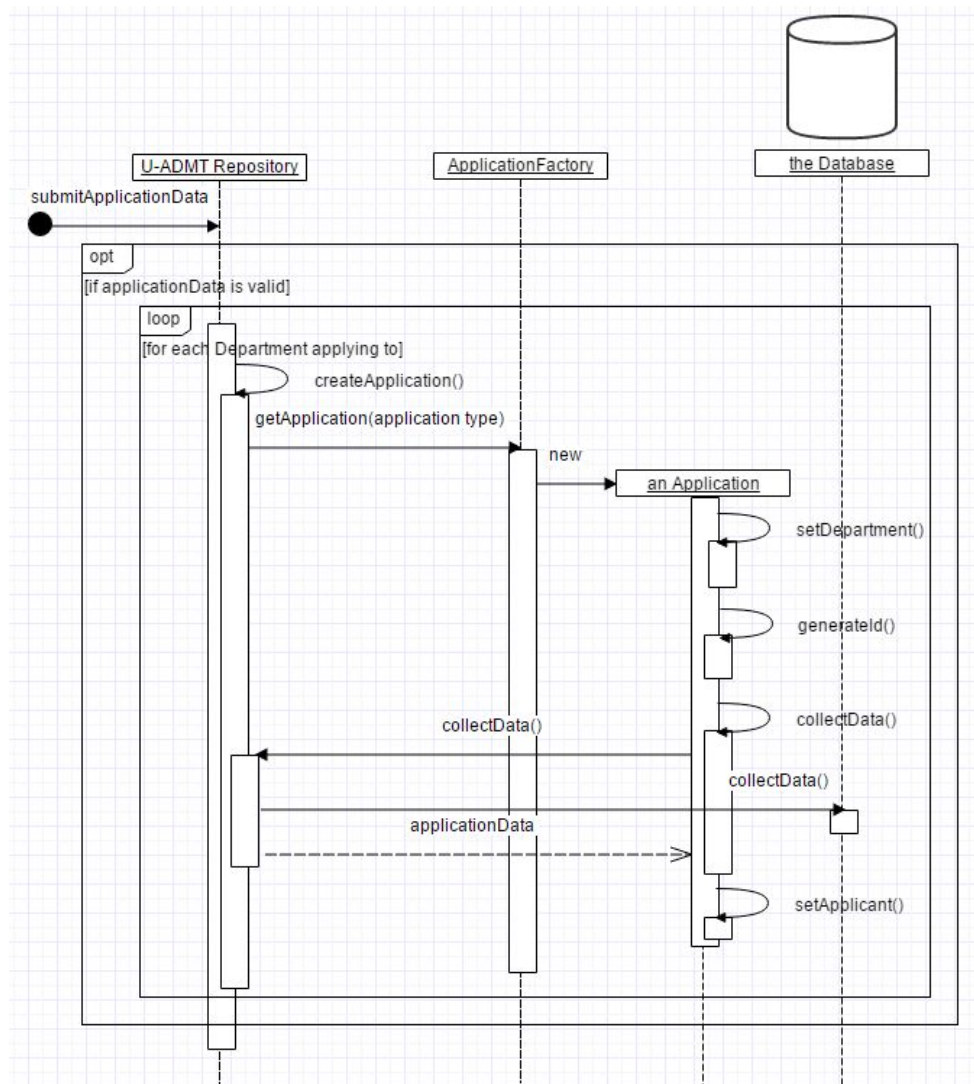 U-ADMT Repository
ApplicationFactory
the Database
submitApplicationData
opt
[if applicationData is valid]
loop
[for each Department applying to]
createApplication()
getApplication(application type)
new
an Application
setDepartment()
generateId()
collectData()
collectData()
collectData()
applicationData
setApplicant()